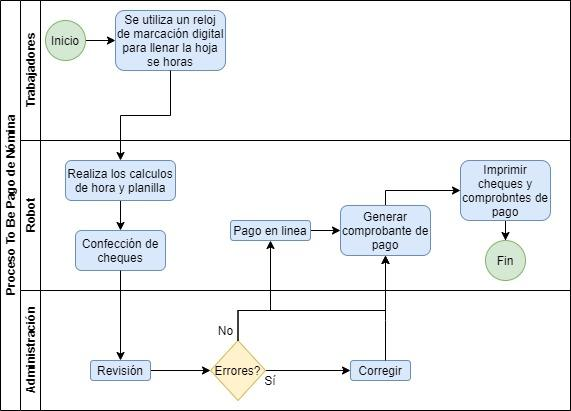 Proceso To Be Pago de Nómina
Trabajadores
Inicio
Se utiliza un reloj
de marcación digital
para llenar la hoja
se horas
Robot
Realiza los calculos
de hora y planilla
Confección de
cheques
Pago en linea
Generar
comprobante de
pago
Imprimir
cheques y
comprobntes de
pago
Fin
Administración
Revisión
Errores?
No
Sí
Corregir